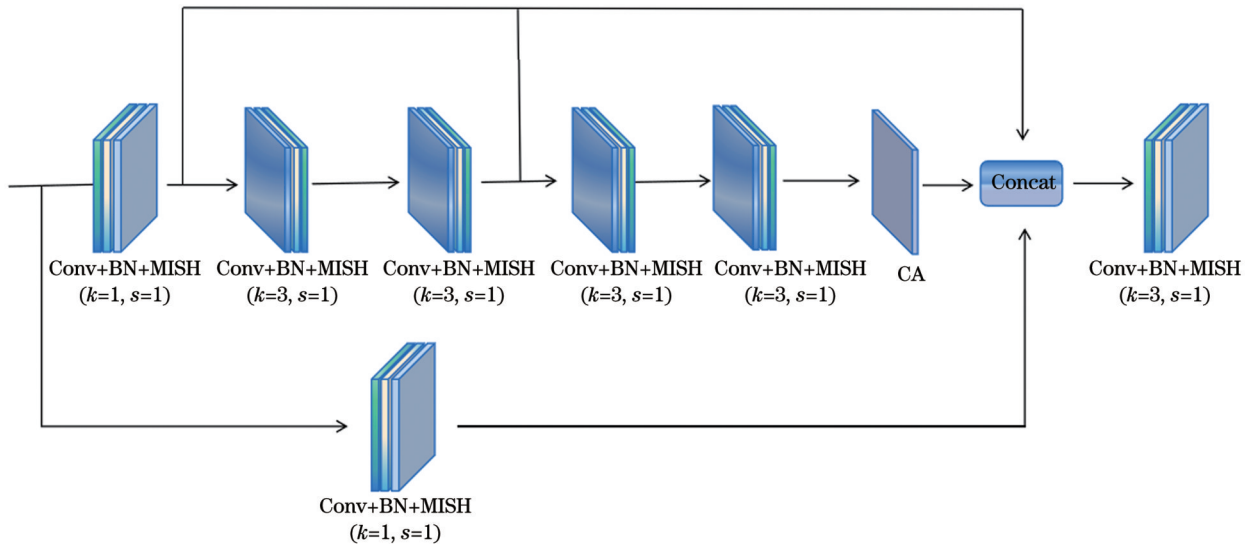 Concat
Conv+BN+MISH
(k=1, s=1)
Conv+BN+MISH
(k=3, s=1)
Conv+BN+MISH
(k=3, s=1)
Conv+BN+MISH
(k=3, s=1)
Conv+BN+MISH
(k=3, s=1)
CA
Conv+BN+MISH
(k=3, s=1)
Conv+BN+MISH
(k=1, s=1)